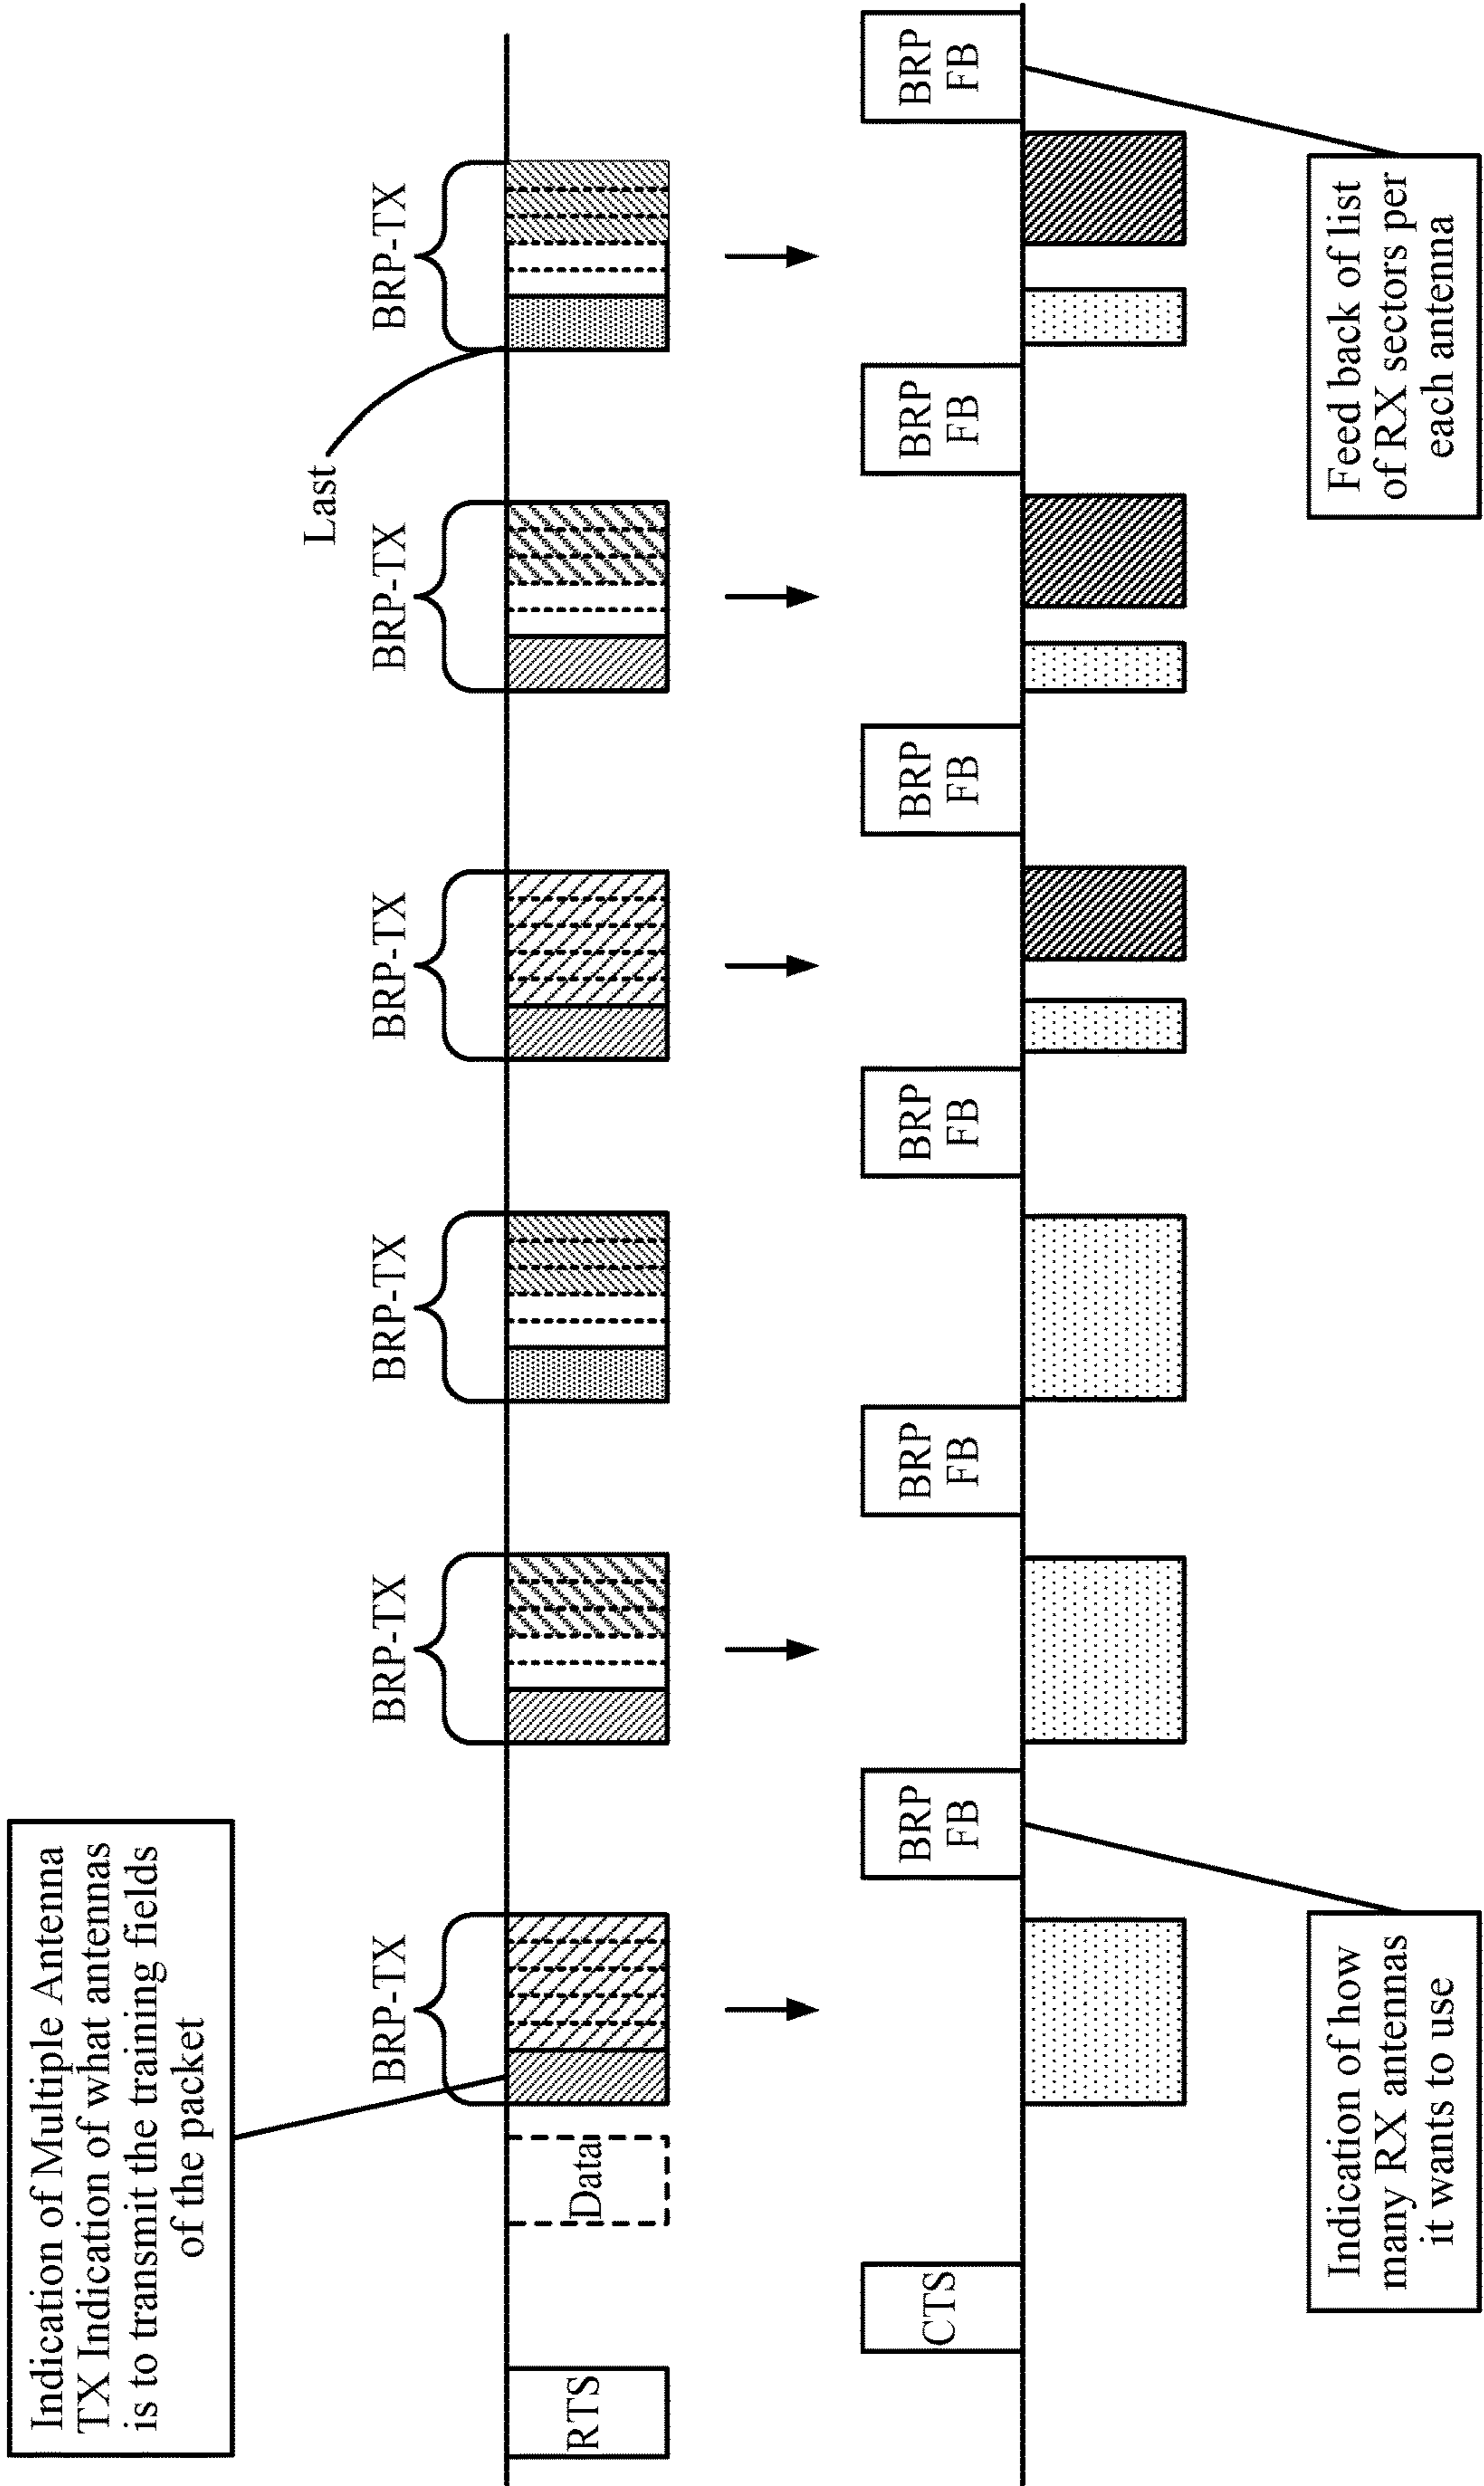 Indication of Multiple Antenna
TX Indication of what antennas
is to transmit the training fields
of the packet
Last
BRP-TX
BRP-TX
BRP-TX
BRP-TX
BRP-TX
BRP-TX
RTS
Data
CTS
BRP
FB
BRP
FB
BRP
FB
BRP
FB
BRP
FB
BRP
FB
Indication of how
many RX antennas
it wants to use
Feed back of list
of RX sectors per
each antenna